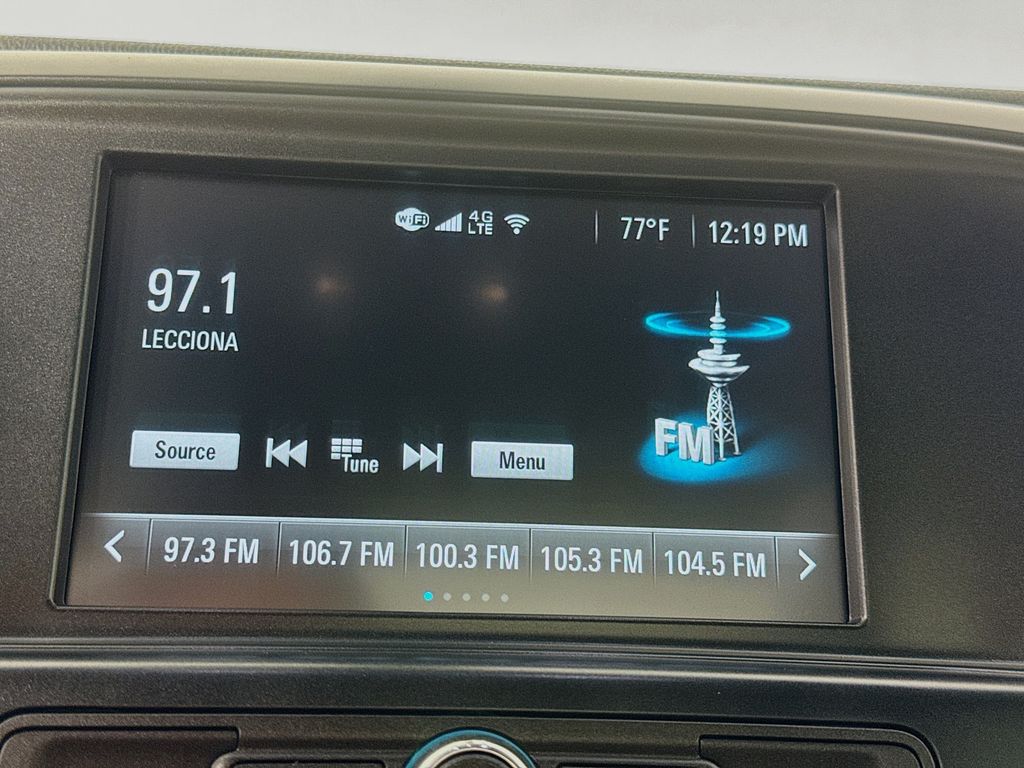 WiFi 4G LTE 77°F 12:19 PM
97.1
LECCIONA
Source Tune Menu
FM
97.3 FM 106.7 FM 100.3 FM 105.3 FM 104.5 FM